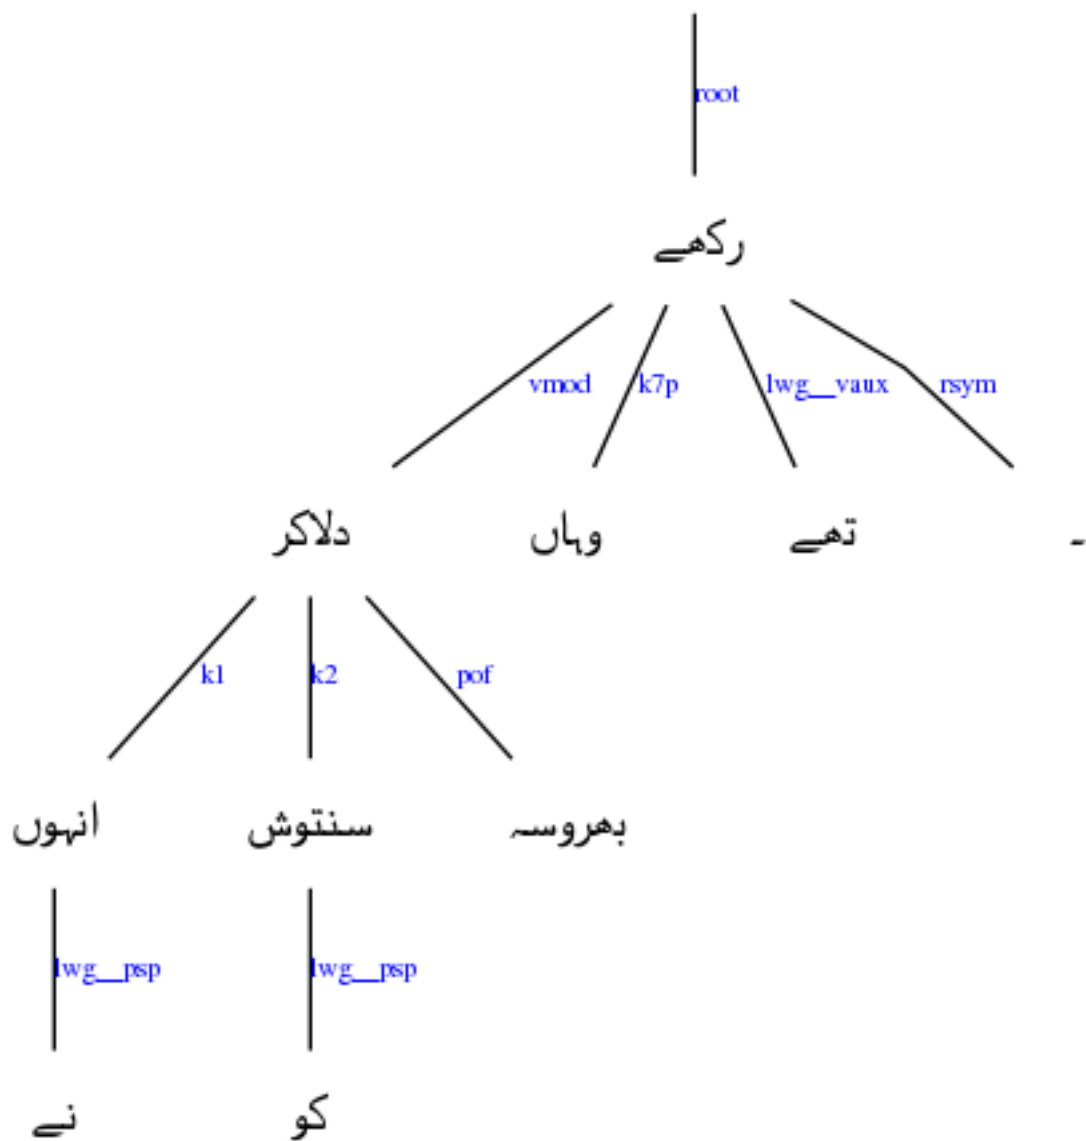 root
رکھے
vmod k7p lwg__vaux rsym
دلاکر وہاں تھے ۔
k1 k2 pof
انہوں سنتوش بھروسہ
lwg__psp lwg__psp
نے کو